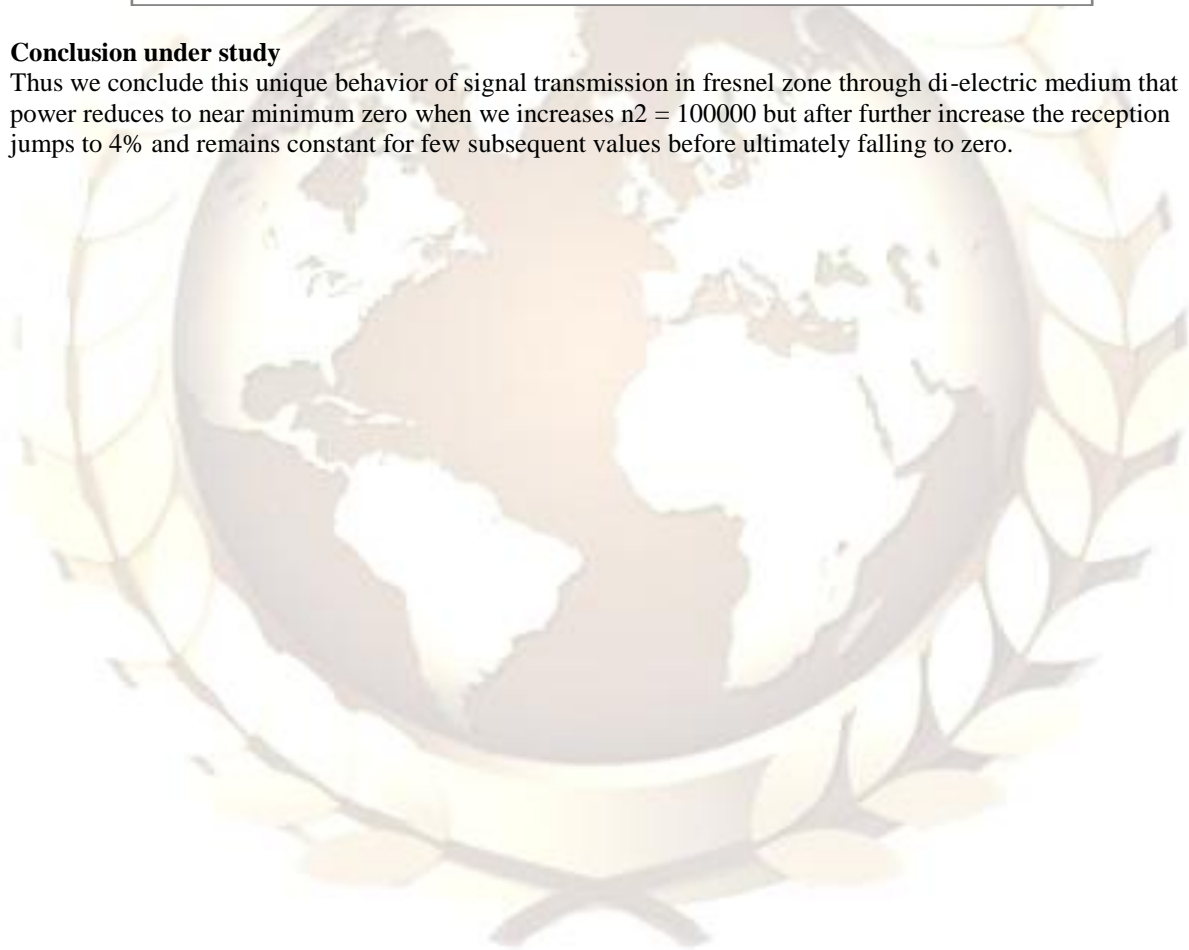 Conclusion under study
Thus we conclude this unique behavior of signal transmission in fresnel zone through di-electric medium that
power reduces to near minimum zero when we increases n2 = 100000 but after further increase the reception
jumps to 4% and remains constant for few subsequent values before ultimately falling to zero.